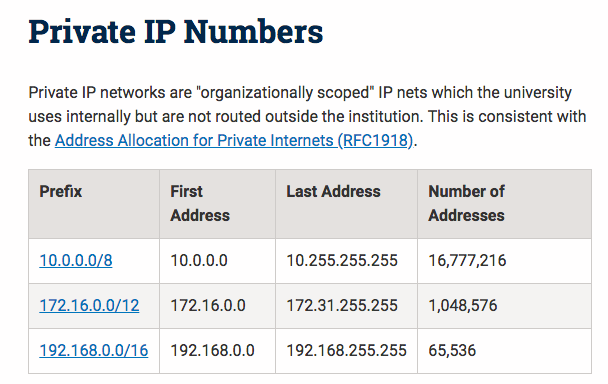 Private IP Numbers
Private IP networks are "organizationally scoped" IP nets which the university
uses internally but are not routed outside the institution. This is consistent with
the Address Allocation for Private Internets (RFC1918).
Prefix First Address Last Address Number of Addresses
10.0.0.0/8 10.0.0.0 10.255.255.255 16,777,216
172.16.0.0/12 172.16.0.0 172.31.255.255 1,048,576
192.168.0.0/16 192.168.0.0 192.168.255.255 65,536